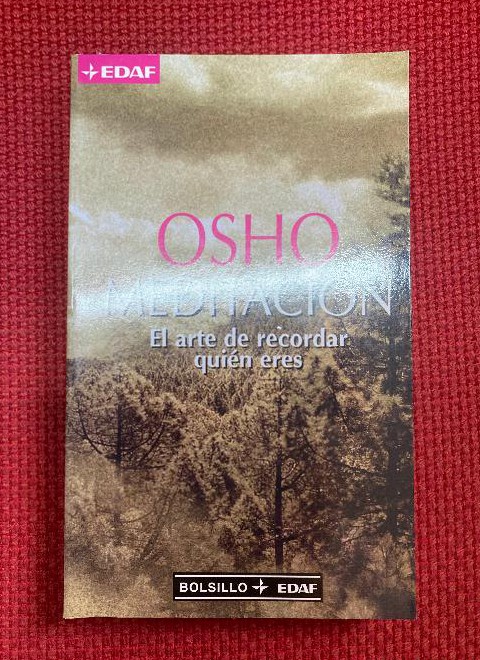 EDAF
OSHO
MEDITACIÓN
El arte de recordar
quién eres
BOLSILLO EDAF